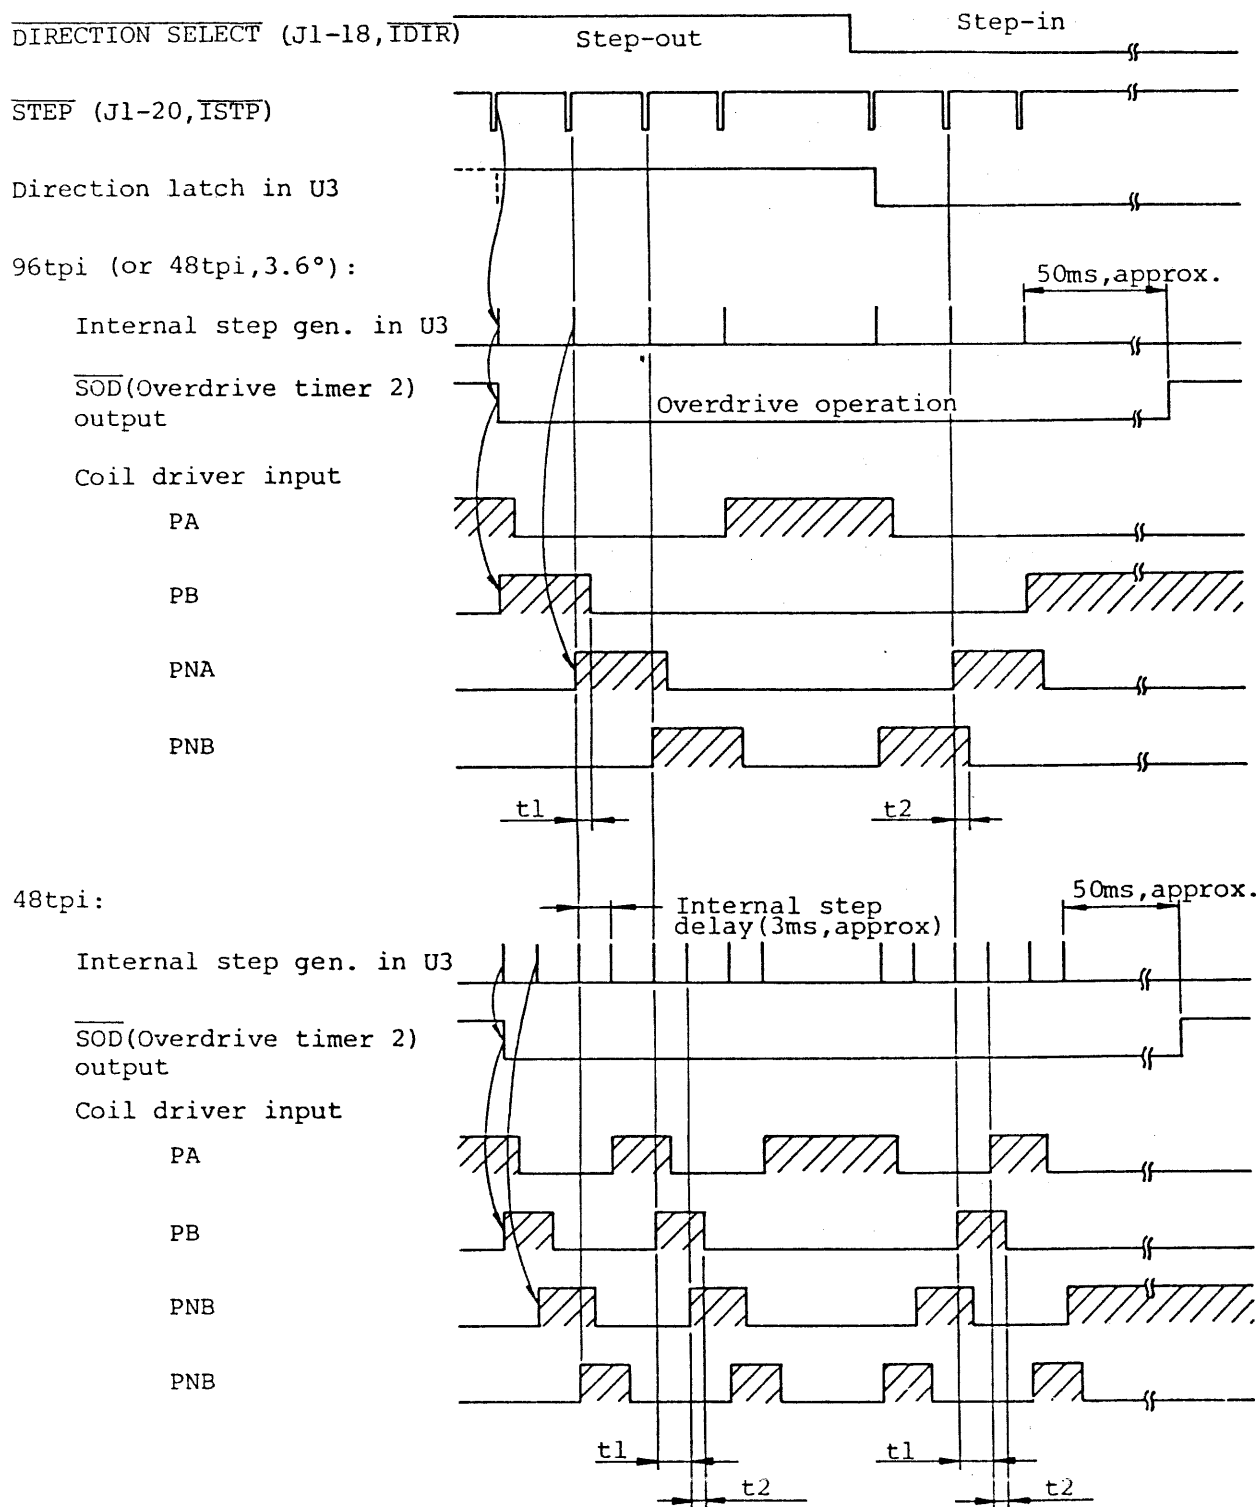 DIRECTION SELECT (J1-18,IDIR)
Step-out
Step-in
STEP (J1-20,ISTP)
Direction latch in U3
96tpi (or 48tpi,3.6°):
50ms,approx.
Internal step gen. in U3
SOD(Overdrive timer 2)
output
Overdrive operation
Coil driver input
PA
PB
PNA
PNB
t1
t2
48tpi:
Internal step
delay(3ms,approx)
50ms,approx.
Internal step gen. in U3
SOD(Overdrive timer 2)
output
Coil driver input
PA
PB
PNB
PNB
t1
t1
t2
t2